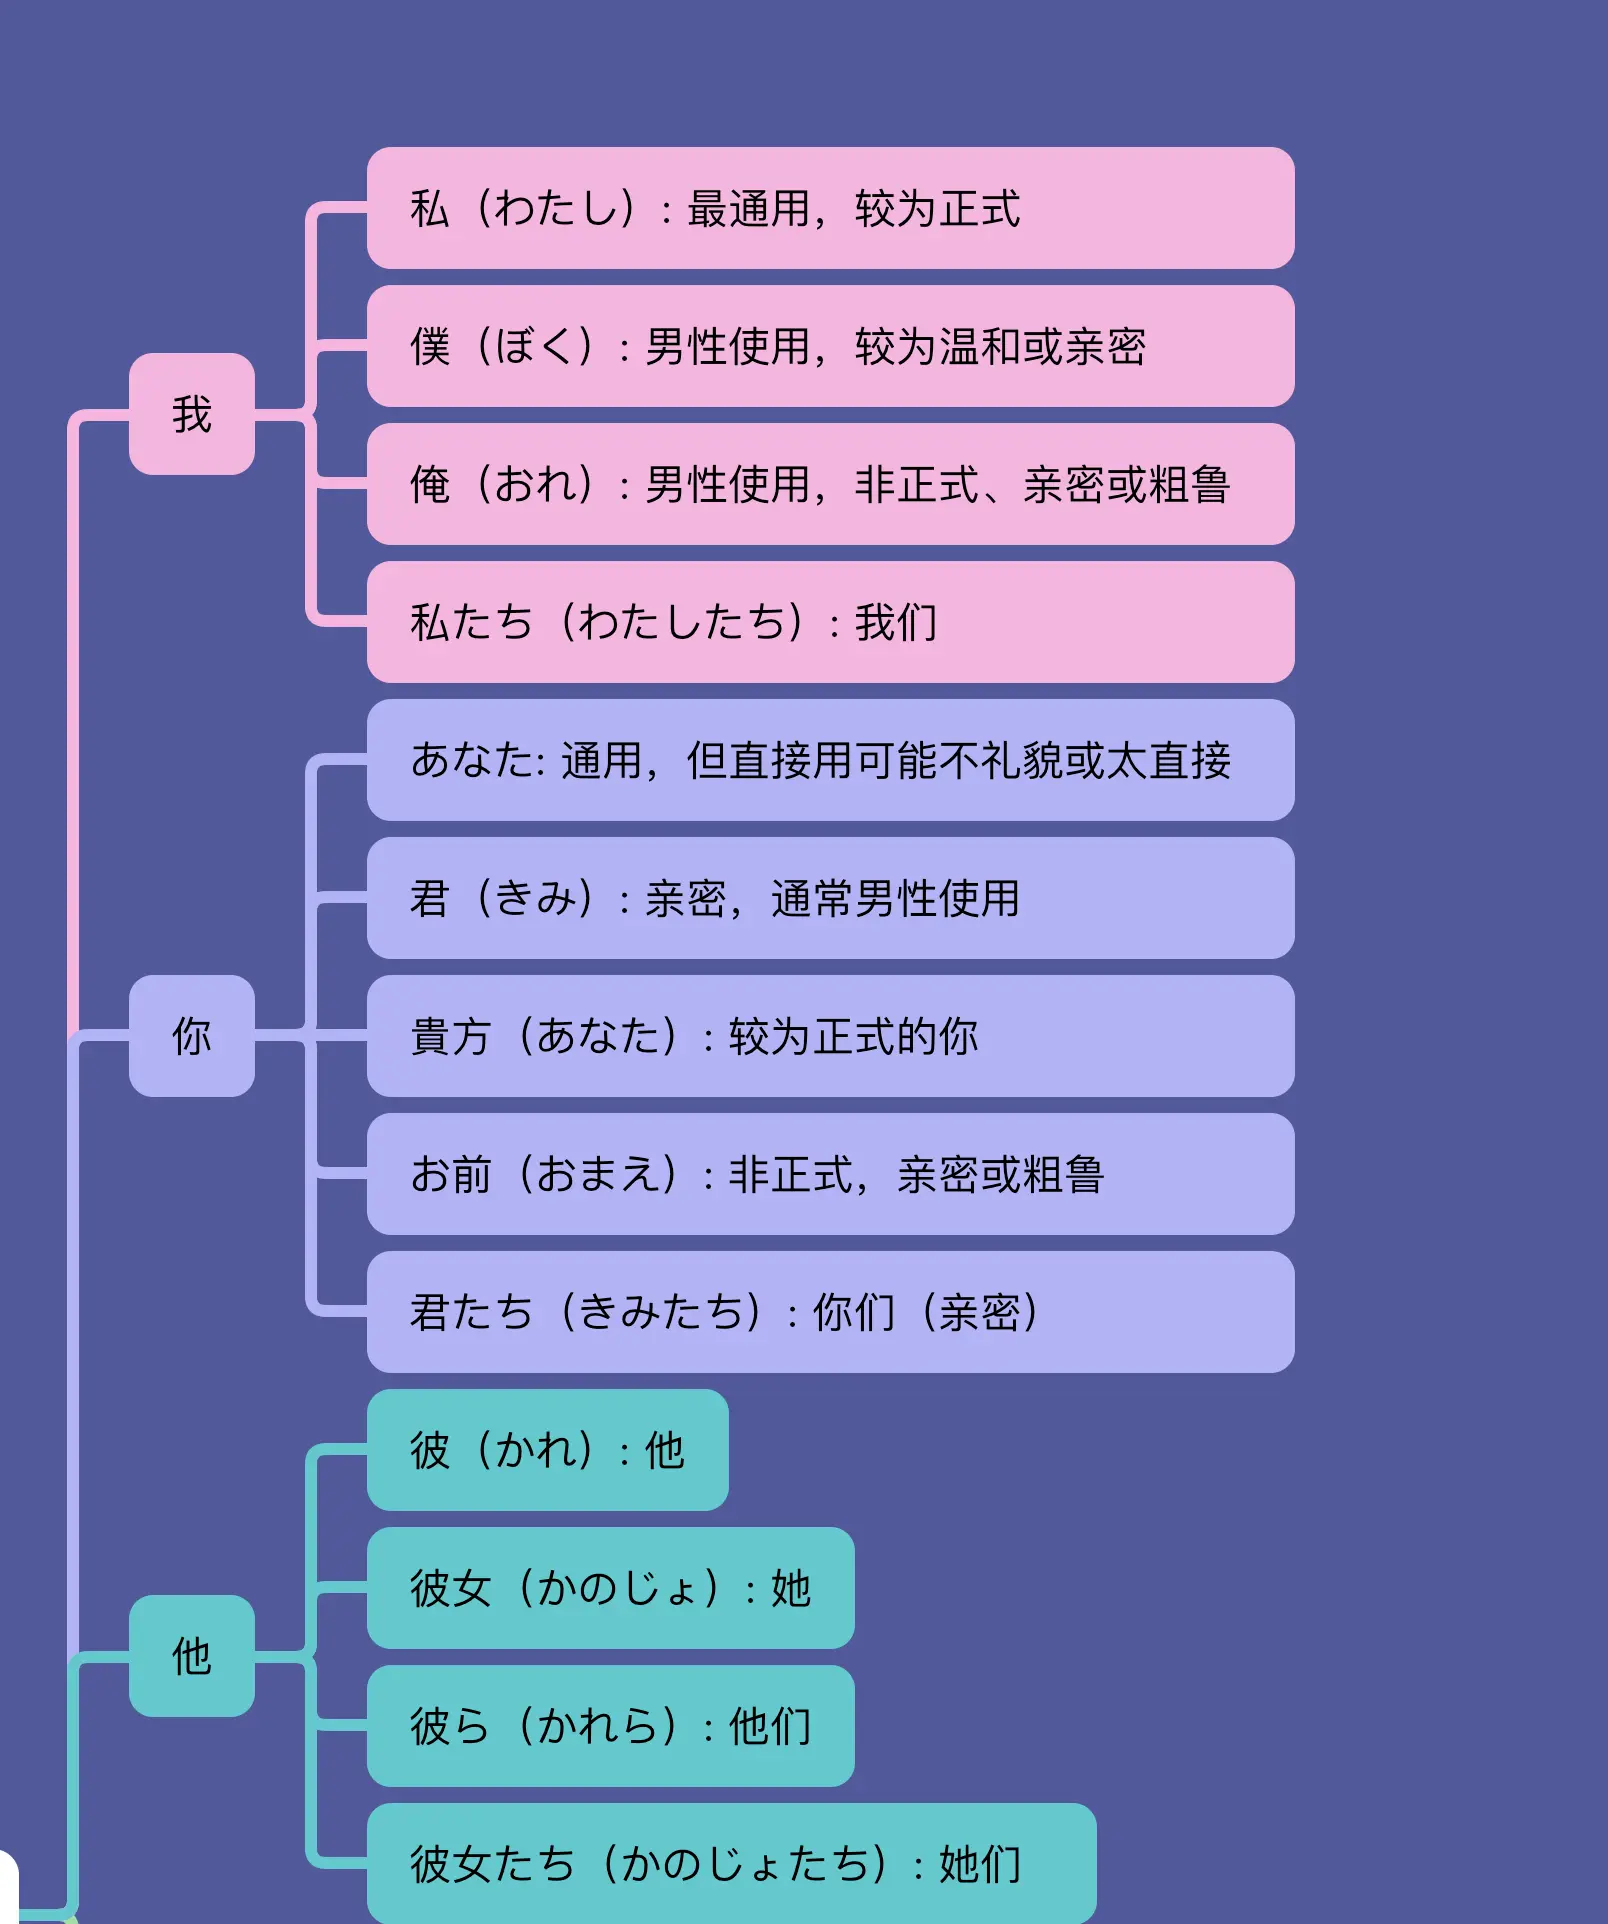 我
私（わたし）: 最通用，较为正式
僕（ぼく）: 男性使用，较为温和或亲密
俺（おれ）: 男性使用，非正式、亲密或粗鲁
私たち（わたしたち）: 我们
你
あなた: 通用，但直接用可能不礼貌或太直接
君（きみ）: 亲密，通常男性使用
貴方（あなた）: 较为正式的你
お前（おまえ）: 非正式，亲密或粗鲁
君たち（きみたち）: 你们（亲密）
他
彼（かれ）: 他
彼女（かのじょ）: 她
彼ら（かれら）: 他们
彼女たち（かのじょたち）: 她们